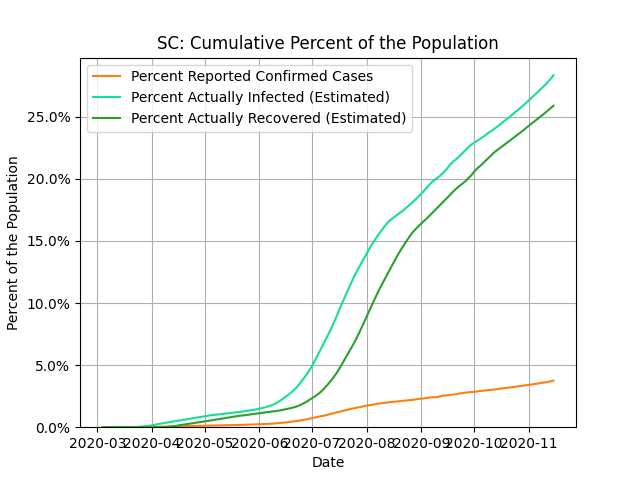 SC: Cumulative Percent of the Population
Percent Reported Confirmed Cases
Percent Actually Infected (Estimated)
Percent Actually Recovered (Estimated)
25.0%
20.0%
15.0%
10.0%
5.0%
0.0%
Percent of the Population
2020-03 2020-04 2020-05 2020-06 2020-07 2020-08 2020-09 2020-10 2020-11
Date